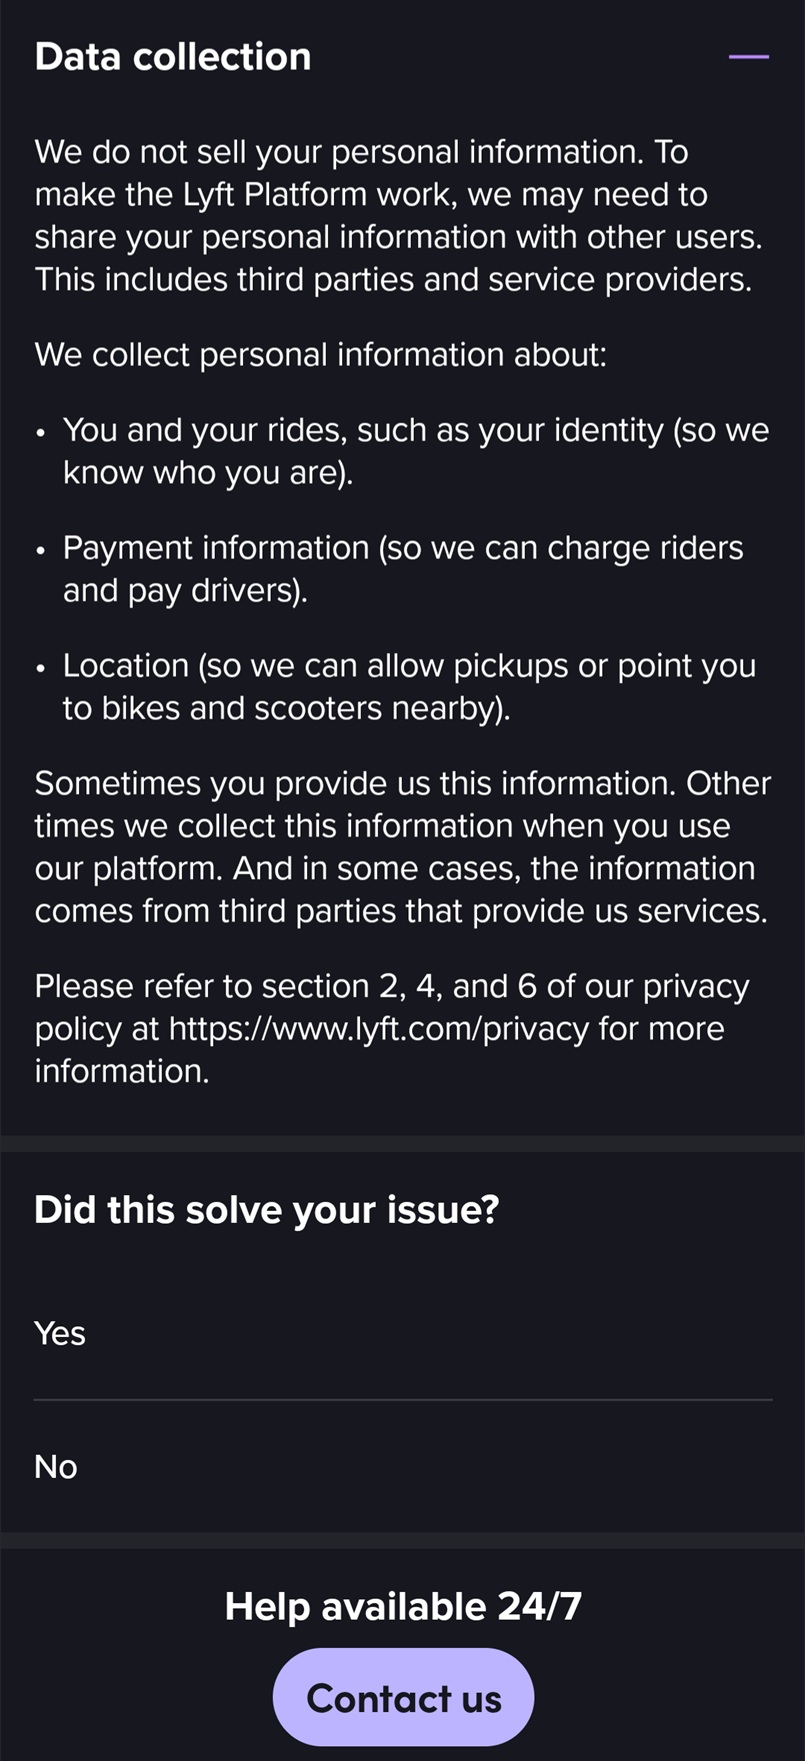 Data collection
We do not sell your personal information. To
make the Lyft Platform work, we may need to
share your personal information with other users.
This includes third parties and service providers.
We collect personal information about:
• You and your rides, such as your identity (so we
know who you are).
• Payment information (so we can charge riders
and pay drivers).
• Location (so we can allow pickups or point you
to bikes and scooters nearby).
Sometimes you provide us this information. Other
times we collect this information when you use
our platform. And in some cases, the information
comes from third parties that provide us services.
Please refer to section 2, 4, and 6 of our privacy
policy at https://www.lyft.com/privacy for more
information.
Did this solve your issue?
Yes
No
Help available 24/7
Contact us